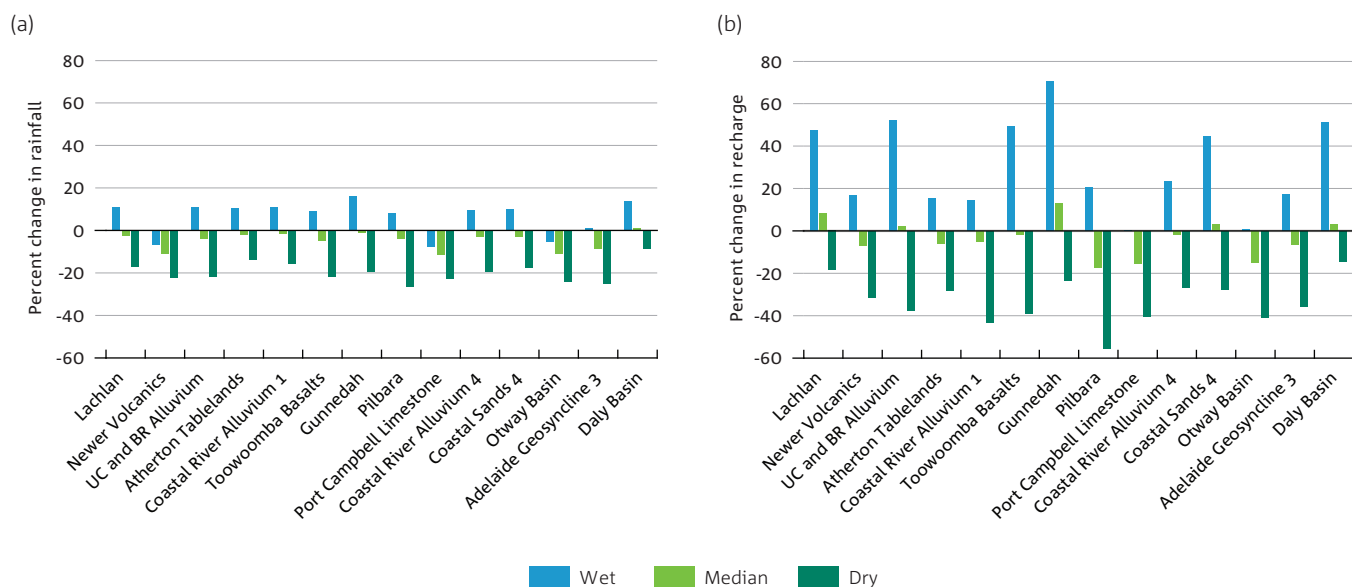 (a)
Percent change in rainfall
80
60
40
20
0
-20
-40
-60
Lachlan
Newer Volcanics
UC and BR Alluvium
Atherton Tablelands
Coastal River Alluvium 1
Toowoomba Basalts
Gunnedah
Pilbara
Port Campbell Limestone
Coastal River Alluvium 4
Coastal Sands 4
Otway Basin
Adelaide Geosyncline 3
Daly Basin
(b)
Percent change in recharge
80
60
40
20
0
-20
-40
-60
Lachlan
Newer Volcanics
UC and BR Alluvium
Atherton Tablelands
Coastal River Alluvium 1
Toowoomba Basalts
Gunnedah
Pilbara
Port Campbell Limestone
Coastal River Alluvium 4
Coastal Sands 4
Otway Basin
Adelaide Geosyncline 3
Daly Basin
Wet Median Dry